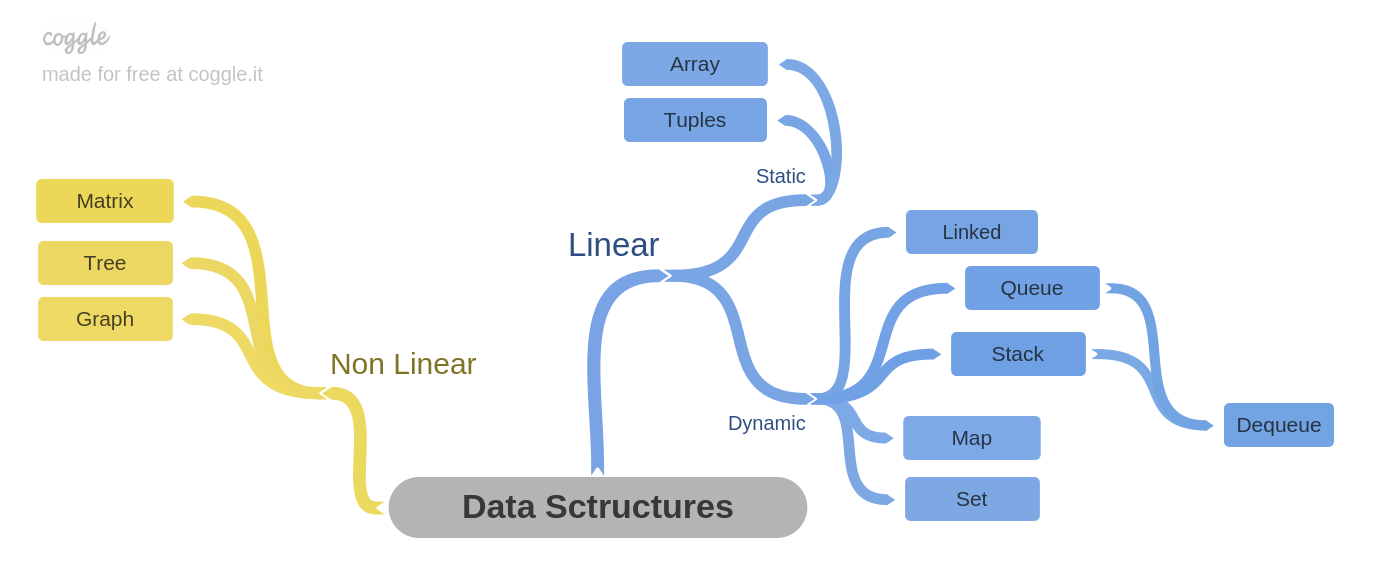 coggle
made for free at coggle.it
Array
Tuples
Static
Matrix
Tree
Graph
Linear
Linked
Queue
Stack
Non Linear
Dynamic
Map
Set
Dequeue
Data Sctructures